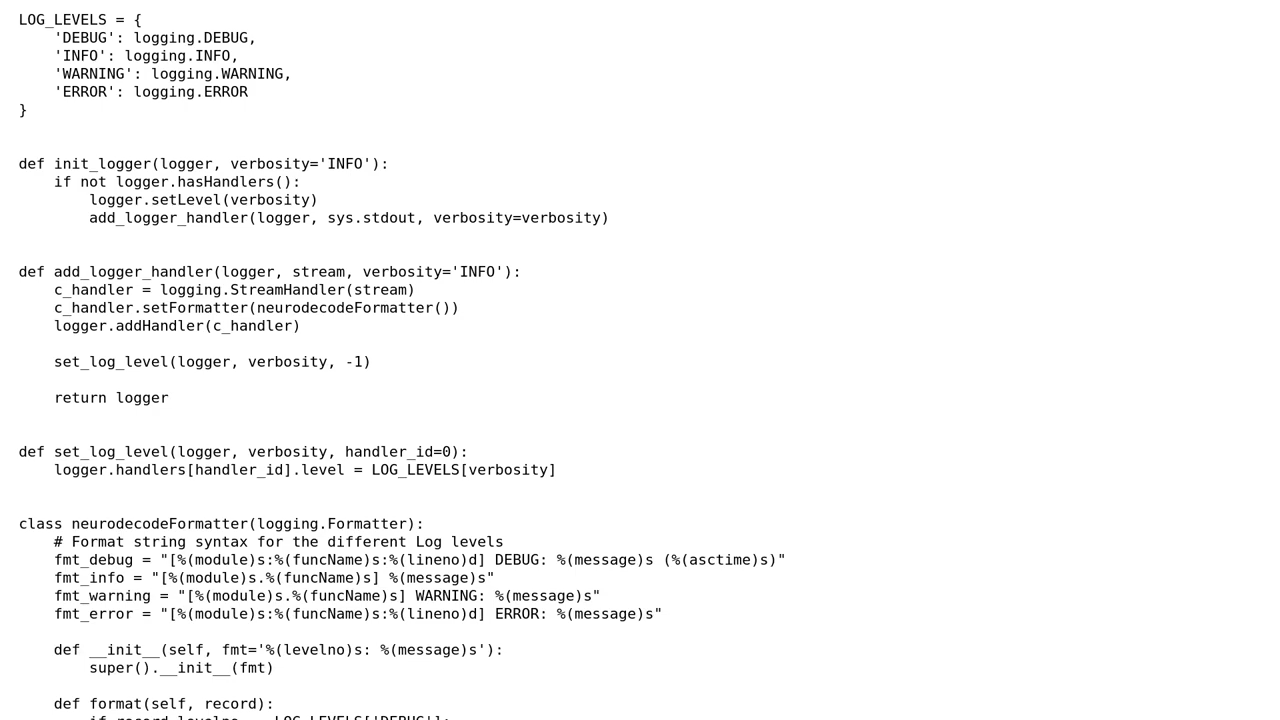 LOG_LEVELS = {
    'DEBUG': logging.DEBUG,
    'INFO': logging.INFO,
    'WARNING': logging.WARNING,
    'ERROR': logging.ERROR
}


def init_logger(logger, verbosity='INFO'):
    if not logger.hasHandlers():
        logger.setLevel(verbosity)
        add_logger_handler(logger, sys.stdout, verbosity=verbosity)


def add_logger_handler(logger, stream, verbosity='INFO'):
    c_handler = logging.StreamHandler(stream)
    c_handler.setFormatter(neurodecodeFormatter())
    logger.addHandler(c_handler)

    set_log_level(logger, verbosity, -1)

    return logger


def set_log_level(logger, verbosity, handler_id=0):
    logger.handlers[handler_id].level = LOG_LEVELS[verbosity]


class neurodecodeFormatter(logging.Formatter):
    # Format string syntax for the different Log levels
    fmt_debug = "[%(module)s:%(funcName)s:%(lineno)d] DEBUG: %(message)s (%(asctime)s)"
    fmt_info = "[%(module)s.%(funcName)s] %(message)s"
    fmt_warning = "[%(module)s.%(funcName)s] WARNING: %(message)s"
    fmt_error = "[%(module)s:%(funcName)s:%(lineno)d] ERROR: %(message)s"

    def __init__(self, fmt='%(levelno)s: %(message)s'):
        super().__init__(fmt)

    def format(self, record):
        if record.levelno == LOG_LEVELS['DEBUG']: